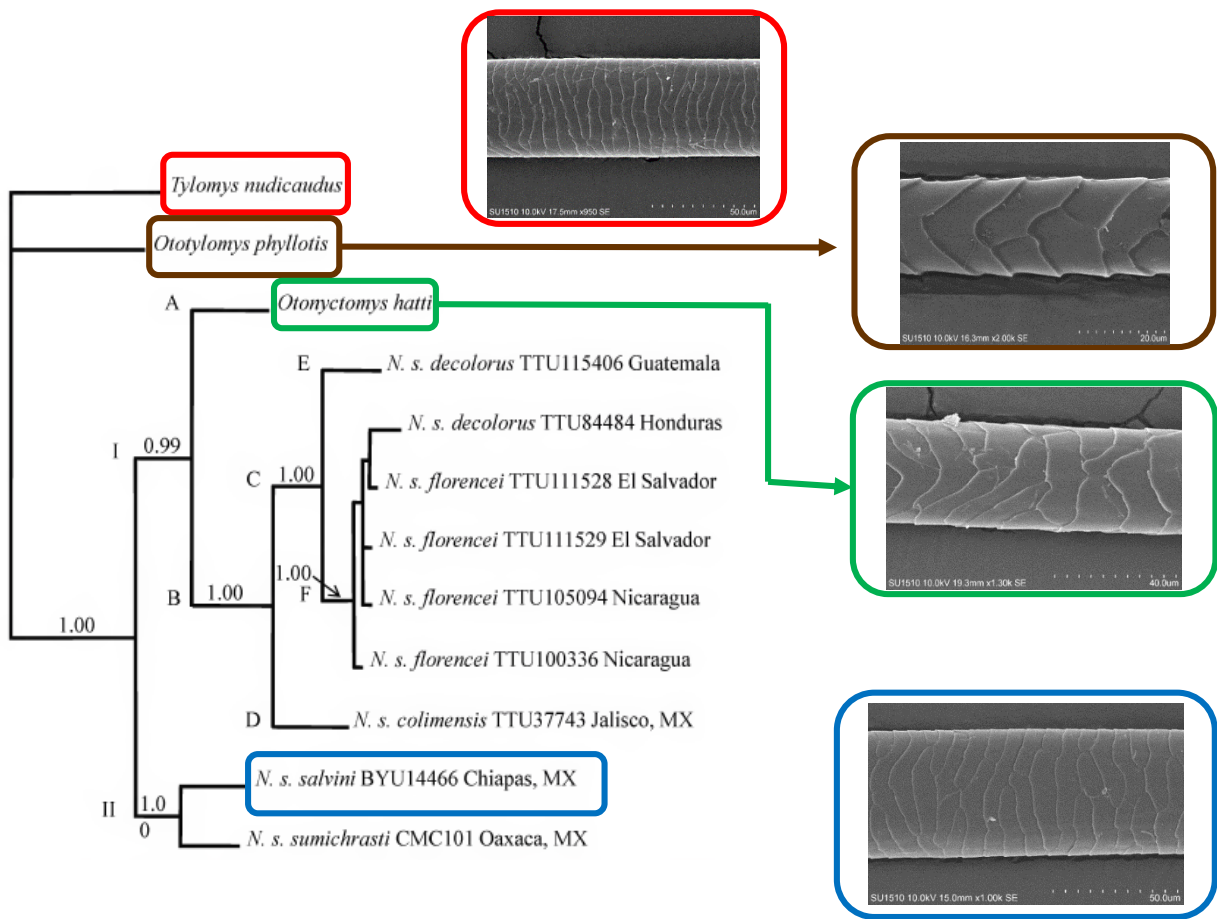 SU1510 10.0kV 17.5mm x950 SE 50.0um
Tylomys nudicaudus
Ototylomys phyllotis
SU1510 10.0kV 16.3mm x2.00k SE 20.0um
A
Otonyctomys hatti
E
N. s. decolorus TTU115406 Guatemala
N. s. decolorus TTU84484 Honduras
I
0.99
C
1.00
N. s. florencei TTU111528 El Salvador
N. s. florencei TTU111529 El Salvador
SU1510 10.0kV 19.3mm x1.30k SE 40.0um
1.00
B
1.00
F
N. s. florencei TTU105094 Nicaragua
1.00
N. s. florencei TTU100336 Nicaragua
D
N. s. colimensis TTU37743 Jalisco, MX
N. s. salvini BYU14466 Chiapas, MX
II
1.0
0
N. s. sumichrasti CMC101 Oaxaca, MX
SU1510 10.0kV 15.0mm x1.00k SE 50.0um